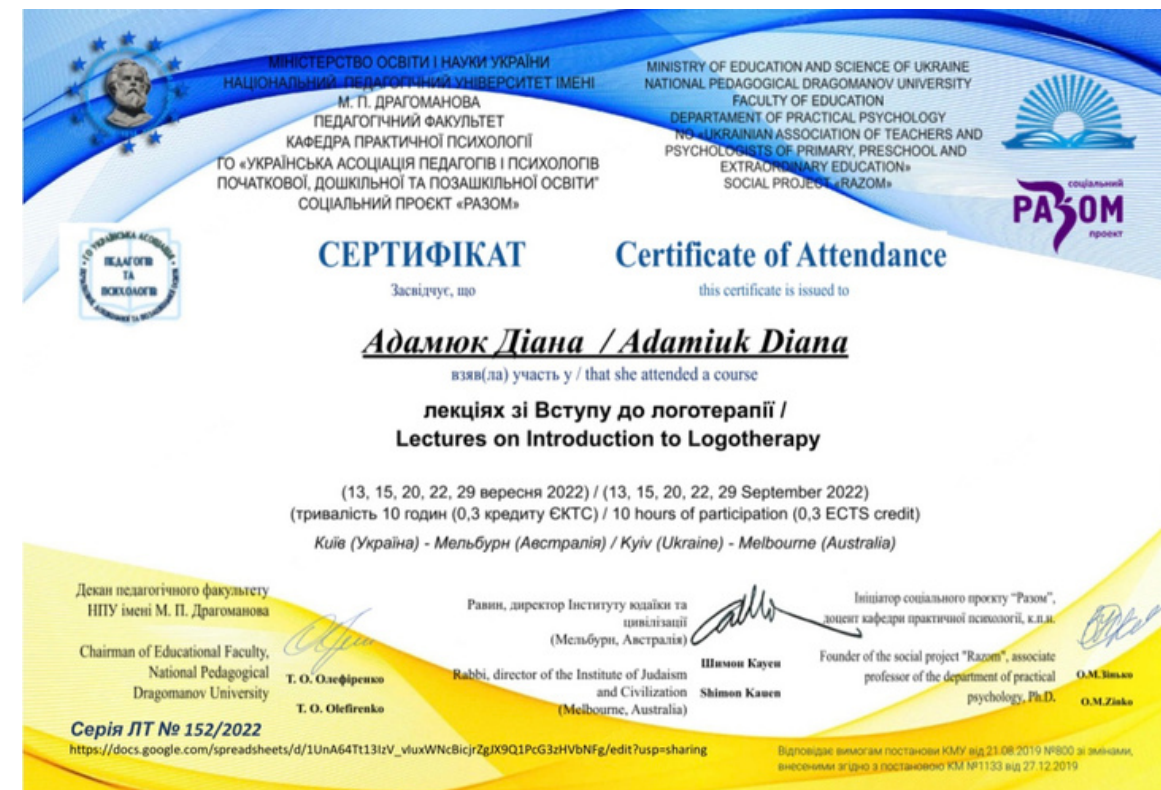 МІНІСТЕРСТВО ОСВІТИ І НАУКИ УКРАЇНИ
НАЦІОНАЛЬНИЙ ПЕДАГОГІЧНИЙ УНІВЕРСИТЕТ ІМЕНІ
М. П. ДРАГОМАНОВА
ПЕДАГОГІЧНИЙ ФАКУЛЬТЕТ
КАФЕДРА ПРАКТИЧНОЇ ПСИХОЛОГІЇ
ГО «УКРАЇНСЬКА АСОЦІАЦІЯ ПЕДАГОГІВ І ПСИХОЛОГІВ
ПОЧАТКОВОЇ, ДОШКІЛЬНОЇ ТА ПОЗАШКІЛЬНОЇ ОСВІТИ"
СОЦІАЛЬНИЙ ПРОЄКТ «РАЗОМ»
MINISTRY OF EDUCATION AND SCIENCE OF UKRAINE
NATIONAL PEDAGOGICAL DRAGOMANOV UNIVERSITY
FACULTY OF EDUCATION
DEPARTAMENT OF PRACTICAL PSYCHOLOGY
NO «UKRAINIAN ASSOCIATION OF TEACHERS AND
PSYCHOLOGISTS OF PRIMARY, PRESCHOOL AND
EXTRAORDINARY EDUCATION»
SOCIAL PROJECT «RAZOM»
соціальний
РАЗОМ
проект
ГО УКРАЇНСЬКА АСОЦІАЦІЯ
ПЕДАГОГІВ
ТА
ПСИХОЛОГІВ
СЕРТИФІКАТ
Засвідчує, що
Certificate of Attendance
this certificate is issued to
Адамюк Діана / Adamiuk Diana
взяв(ла) участь у / that she attended a course
лекціях зі Вступу до логотерапії /
Lectures on Introduction to Logotherapy
(13, 15, 20, 22, 29 вересня 2022) / (13, 15, 20, 22, 29 September 2022)
(тривалість 10 годин (0,3 кредиту ЄКТС) / 10 hours of participation (0,3 ECTS credit)
Київ (Україна) - Мельбурн (Австралія) / Kyiv (Ukraine) - Melbourne (Australia)
Декан педагогічного факультету
НПУ імені М. П. Драгоманова
Chairman of Educational Faculty,
National Pedagogical
Dragomanov University
Т. О. Олефіренко
T. O. Olefirenko
Равин, директор Інституту юдаїки та
цивілізації
(Мельбурн, Австралія)
Rabbi, director of the Institute of Judaism
and Civilization
(Melbourne, Australia)
Шимон Кауен
Shimon Kauen
Ініціатор соціального проєкту "Разом",
доцент кафедри практичної психології, к.п.н.
Founder of the social project "Razom", associate
professor of the department of practical
psychology, Ph.D.
О.М.Зінько
O.M.Zinko
Серія ЛТ № 152/2022
https://docs.google.com/spreadsheets/d/1UnA64Tt13IzV_vIuxWNcBicjrZgJX9Q1PcG3zHVbNFg/edit?usp=sharing
Відповідає вимогам постанови КМУ від 21.08.2019 №800 зі змінами,
внесеними згідно з постановою КМ №1133 від 27.12.2019